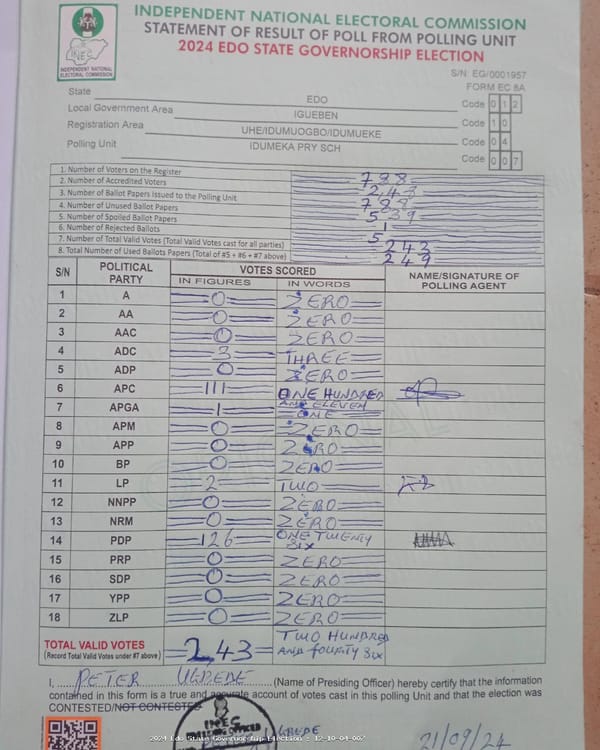 INDEPENDENT NATIONAL ELECTORAL COMMISSION
STATEMENT OF RESULT OF POLL FROM POLLING UNIT
2024 EDO STATE GOVERNORSHIP ELECTION
INEC
INDEPENDENT NATIONAL
ELECTORAL COMMISSION
S/N: EG/0001957
FORM EC 8A
State EDO Code 0 1 2
Local Government Area IGUEBEN Code 1 0
Registration Area UHE/IDUMUOGBO/IDUMUEKE Code 0 4
Polling Unit IDUMEKA PRY SCH Code 0 0 7
1. Number of Voters on the Register 788
2. Number of Accredited Voters 243
3. Number of Ballot Papers Issued to the Polling Unit 788
4. Number of Unused Ballot Papers 539
5. Number of Spoiled Ballot Papers 1
6. Number of Rejected Ballots 5
7. Number of Total Valid Votes (Total Valid Votes cast for all parties) 243
8. Total Number of Used Ballots Papers (Total of #5 + #6 + #7 above) 249
S/N POLITICAL PARTY VOTES SCORED NAME/SIGNATURE OF POLLING AGENT
IN FIGURES IN WORDS
1 A 0 ZERO
2 AA 0 ZERO
3 AAC 0 ZERO
4 ADC 3 THREE
5 ADP 0 ZERO
6 APC 111 ONE HUNDRED AND ELEVEN
7 APGA 1 ONE
8 APM 0 ZERO
9 APP 0 ZERO
10 BP 0 ZERO
11 LP 2 TWO
12 NNPP 0 ZERO
13 NRM 0 ZERO
14 PDP 126 ONE TWENTY SIX
15 PRP 0 ZERO
16 SDP 0 ZERO
17 YPP 0 ZERO
18 ZLP 0 ZERO
TOTAL VALID VOTES 243 TWO HUNDRED
(Record Total Valid Votes under #7 above) AND FOURTY SIX
I, PETER (Name of Presiding Officer) hereby certify that the information
contained in this form is a true and accurate account of votes cast in this polling Unit and that the election was
CONTESTED/NOT CONTESTED
INEC
2024 Edo State Governorship Election - 12-10-04-007
21/09/24